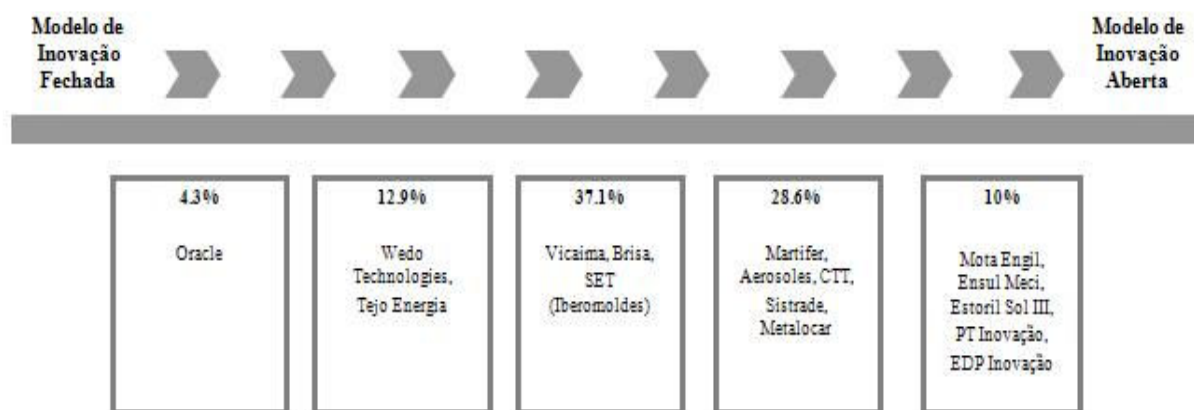 Modelo de
Inovação
Fechada
Modelo de
Inovação
Aberta
4.3%
Oracle
12.9%
Wedo
Technologies,
Tejo Energia
37.1%
Vicaima, Brisa,
SET
(Iberomoldes)
28.6%
Martifer,
Aerosoles, CTT,
Sistrade,
Metalocar
10%
Mota Engil,
Ensul Meci,
Estoril Sol III,
PT Inovação,
EDP Inovação